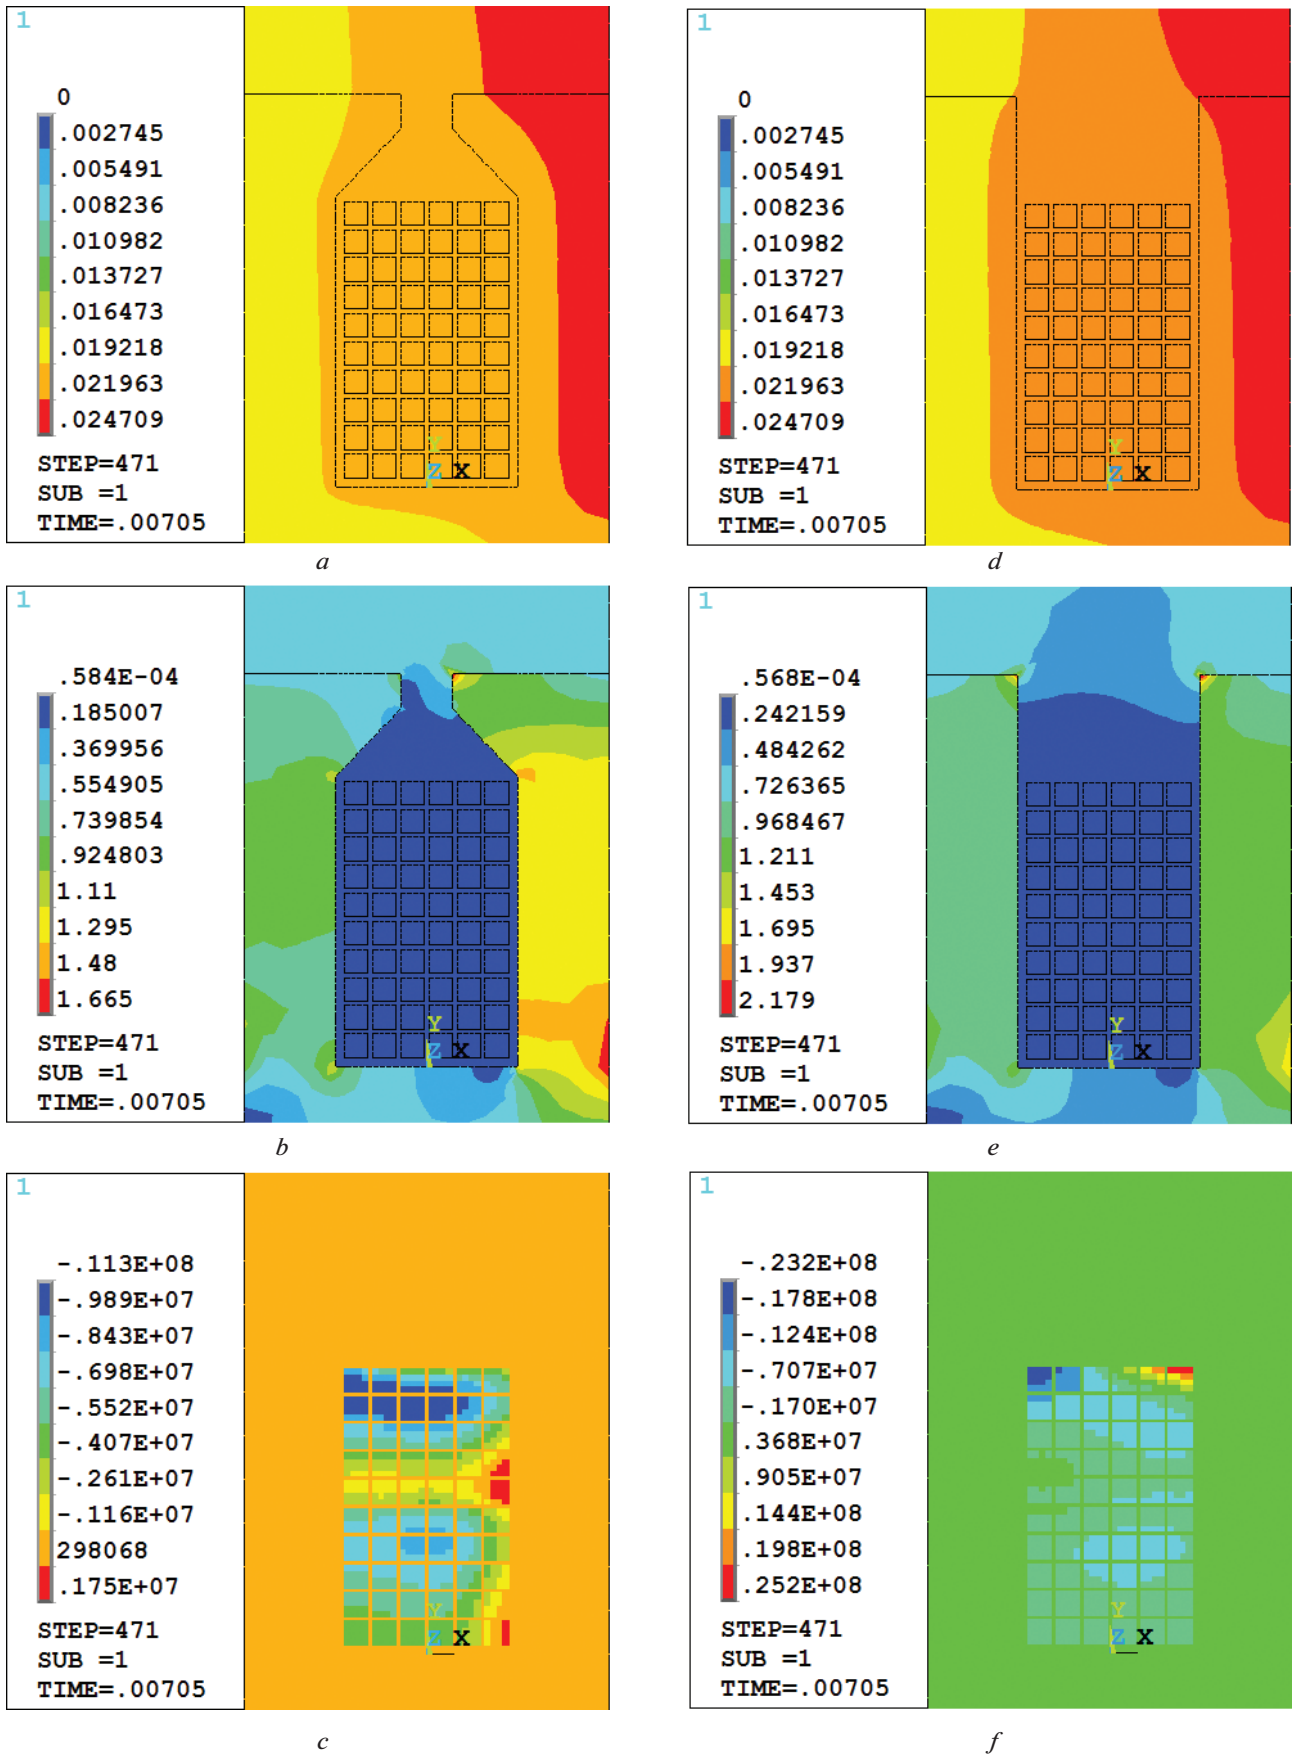 1
0
.002745
.005491
.008236
.010982
.013727
.016473
.019218
.021963
.024709
STEP=471
SUB =1
TIME=.00705
Y
Z X
a
1
0
.002745
.005491
.008236
.010982
.013727
.016473
.019218
.021963
.024709
STEP=471
SUB =1
TIME=.00705
Y
Z X
d
1
.584E-04
.185007
.369956
.554905
.739854
.924803
1.11
1.295
1.48
1.665
STEP=471
SUB =1
TIME=.00705
Y
Z X
b
1
.568E-04
.242159
.484262
.726365
.968467
1.211
1.453
1.695
1.937
2.179
STEP=471
SUB =1
TIME=.00705
Y
Z X
e
1
-.113E+08
-.989E+07
-.843E+07
-.698E+07
-.552E+07
-.407E+07
-.261E+07
-.116E+07
298068
.175E+07
STEP=471
SUB =1
TIME=.00705
Y
Z X
c
1
-.232E+08
-.178E+08
-.124E+08
-.707E+07
-.170E+07
.368E+07
.905E+07
.144E+08
.198E+08
.252E+08
STEP=471
SUB =1
TIME=.00705
Y
Z X
f